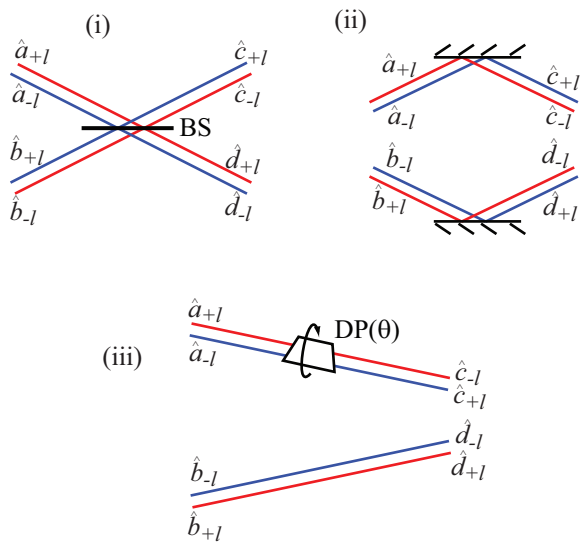 (i)
â+l
â-l
b̂+l
b̂-l
BS
ĉ+l
ĉ-l
d̂+l
d̂-l
(ii)
â+l
â-l
ĉ+l
ĉ-l
b̂-l
b̂+l
d̂-l
d̂+l
(iii)
â+l
â-l
DP(θ)
ĉ-l
ĉ+l
b̂-l
b̂+l
d̂-l
d̂+l